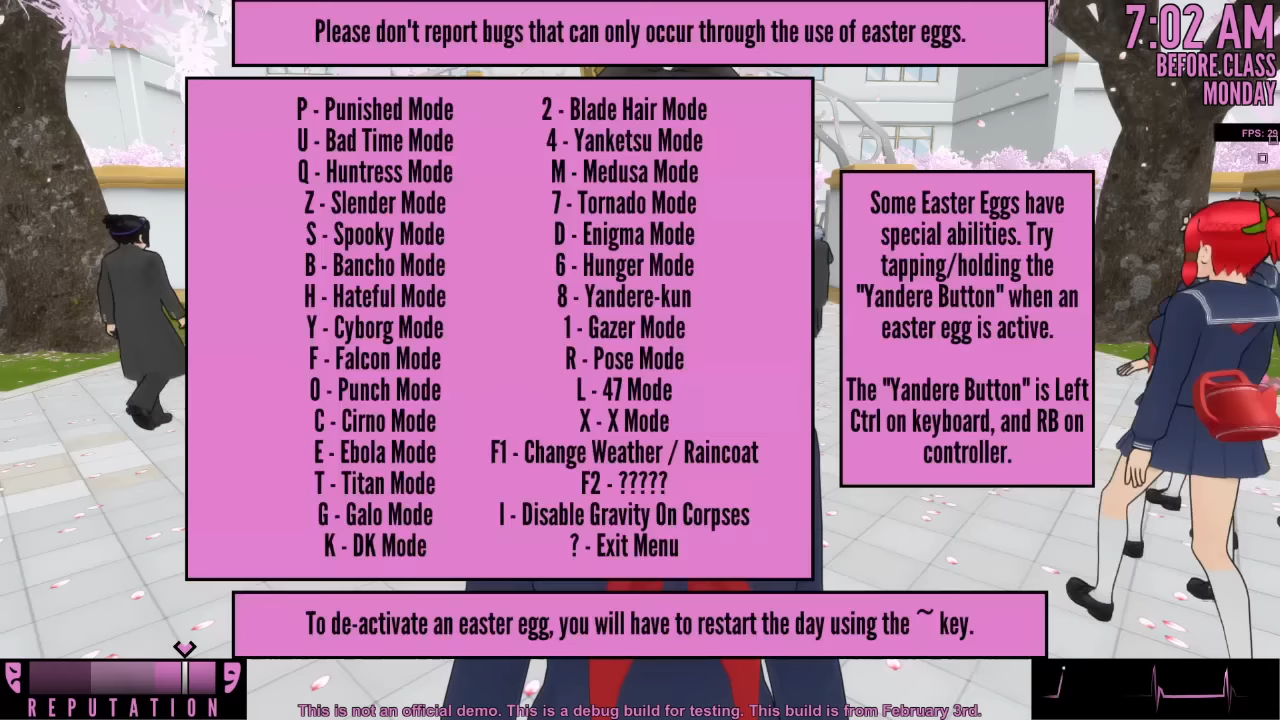 Please don't report bugs that can only occur through the use of easter eggs.
7:02 AM
BEFORE CLASS
MONDAY
FPS: 29
P - Punished Mode
U - Bad Time Mode
Q - Huntress Mode
Z - Slender Mode
S - Spooky Mode
B - Bancho Mode
H - Hateful Mode
Y - Cyborg Mode
F - Falcon Mode
O - Punch Mode
C - Cirno Mode
E - Ebola Mode
T - Titan Mode
G - Galo Mode
K - DK Mode
2 - Blade Hair Mode
4 - Yanketsu Mode
M - Medusa Mode
7 - Tornado Mode
D - Enigma Mode
6 - Hunger Mode
8 - Yandere-kun
1 - Gazer Mode
R - Pose Mode
L - 47 Mode
X - X Mode
F1 - Change Weather / Raincoat
F2 - ?????
I - Disable Gravity On Corpses
? - Exit Menu
Some Easter Eggs have
special abilities. Try
tapping/holding the
"Yandere Button" when an
easter egg is active.
The "Yandere Button" is Left
Ctrl on keyboard, and RB on
controller.
To de-activate an easter egg, you will have to restart the day using the ~ key.
REPUTATION
This is not an official demo. This is a debug build for testing. This build is from February 3rd.